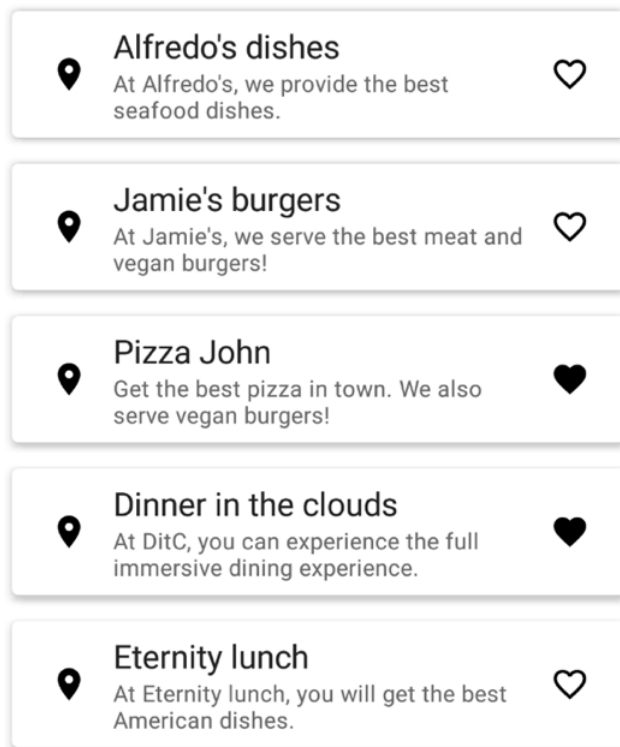 Alfredo's dishes
At Alfredo's, we provide the best
seafood dishes.
Jamie's burgers
At Jamie's, we serve the best meat and
vegan burgers!
Pizza John
Get the best pizza in town. We also
serve vegan burgers!
Dinner in the clouds
At DitC, you can experience the full
immersive dining experience.
Eternity lunch
At Eternity lunch, you will get the best
American dishes.